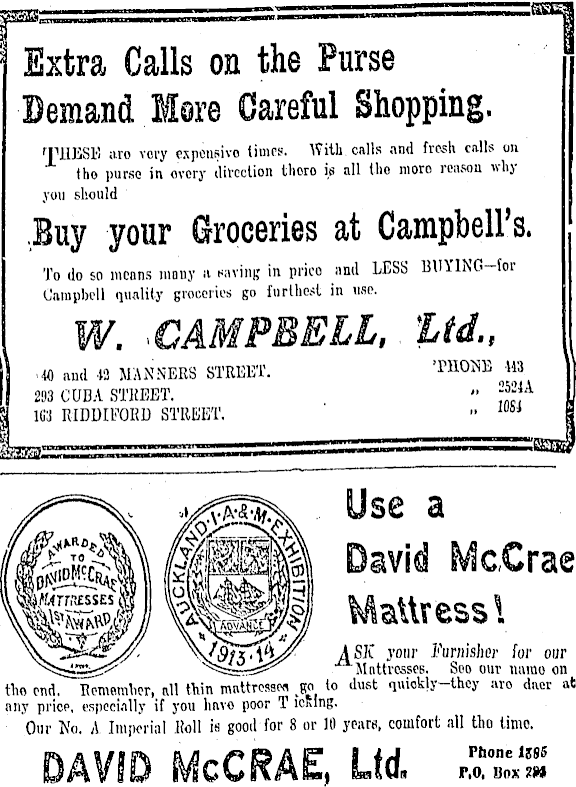 Extra Calls on the Purse
Demand More Careful Shopping.
THESE are very expensive times. With calls and fresh calls on
the purse in every direction there is all the more reason why
you should
Buy your Groceries at Campbell's.
To do so means many a saving in price and LESS BUYING—for
Campbell quality groceries go furthest in use.
W. CAMPBELL, Ltd.,
40 and 42 MANNERS STREET. 'PHONE 443
293 CUBA STREET. ,, 2524A
163 RIDDIFORD STREET. ,, 1084
AWARDED
TO
DAVID McCRAE
MATTRESSES
1ST AWARD
AUCKLAND·I·A·&·M·EXHIBITION
ADVANCE
1913-14
Use a
David McCrae
Mattress!
ASK your Furnisher for our
Mattresses. See our name on
the end. Remember, all thin mattresses go to dust quickly—they are daer at
any price, especially if you have poor T icking.
Our No. A Imperial Roll is good for 8 or 10 years, comfort all the time.
DAVID McCRAE, Ltd.
Phone 1385
P.O. Box